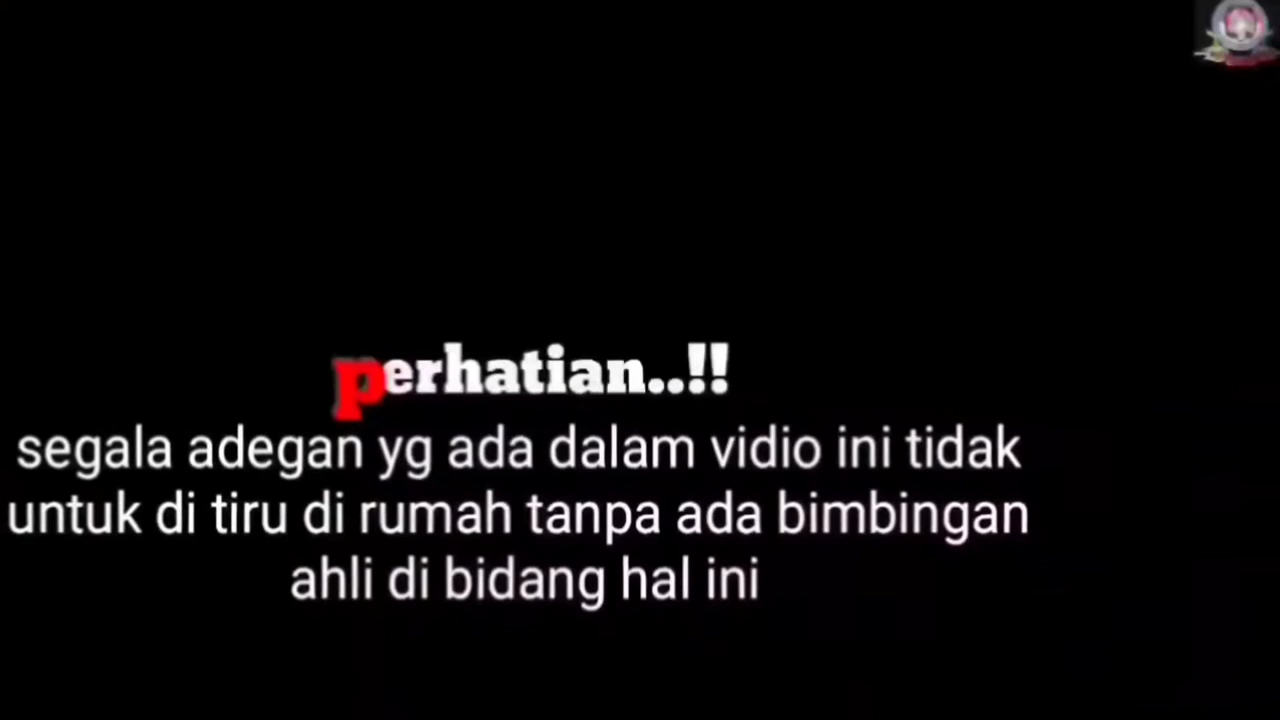 perhatian..!!
segala adegan yg ada dalam vidio ini tidak
untuk di tiru di rumah tanpa ada bimbingan
ahli di bidang hal ini